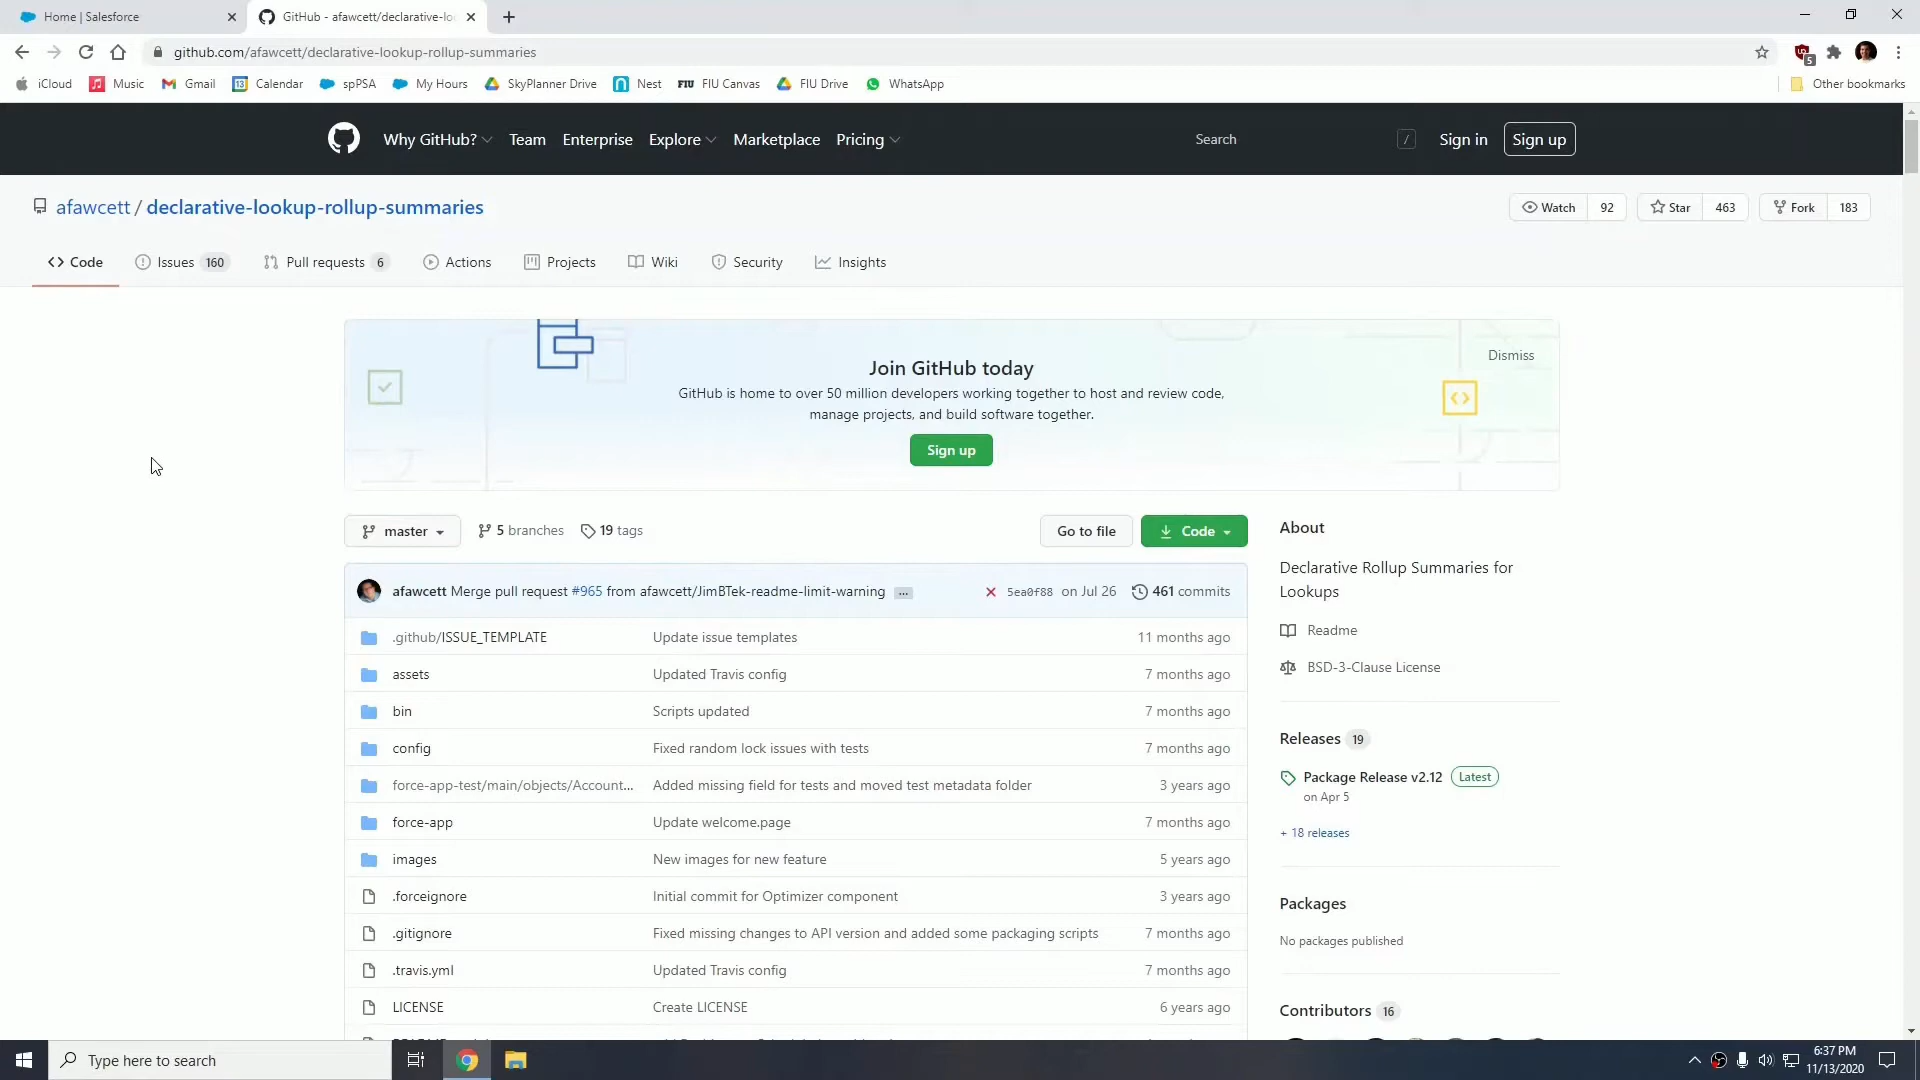 Home | Salesforce
GitHub - afawcett/declarative-lo
github.com/afawcett/declarative-lookup-rollup-summaries
5
iCloud Music Gmail Calendar spPSA My Hours SkyPlanner Drive Nest FIU FIU Canvas FIU Drive WhatsApp Other bookmarks
Why GitHub? Team Enterprise Explore Marketplace Pricing Search / Sign in Sign up
afawcett / declarative-lookup-rollup-summaries
Watch 92 Star 463 Fork 183
Code Issues 160 Pull requests 6 Actions Projects Wiki Security Insights
Join GitHub today
Dismiss
GitHub is home to over 50 million developers working together to host and review code,
manage projects, and build software together.
Sign up
master 5 branches 19 tags Go to file Code
afawcett Merge pull request #965 from afawcett/JimBTek-readme-limit-warning ... 5ea0f88 on Jul 26 461 commits
.github/ISSUE_TEMPLATE Update issue templates 11 months ago
assets Updated Travis config 7 months ago
bin Scripts updated 7 months ago
config Fixed random lock issues with tests 7 months ago
force-app-test/main/objects/Account... Added missing field for tests and moved test metadata folder 3 years ago
force-app Update welcome.page 7 months ago
images New images for new feature 5 years ago
.forceignore Initial commit for Optimizer component 3 years ago
.gitignore Fixed missing changes to API version and added some packaging scripts 7 months ago
.travis.yml Updated Travis config 7 months ago
LICENSE Create LICENSE 6 years ago
About
Declarative Rollup Summaries for
Lookups
Readme
BSD-3-Clause License
Releases 19
Package Release v2.12 Latest
on Apr 5
+ 18 releases
Packages
No packages published
Contributors 16
Type here to search
6:37 PM
11/13/2020